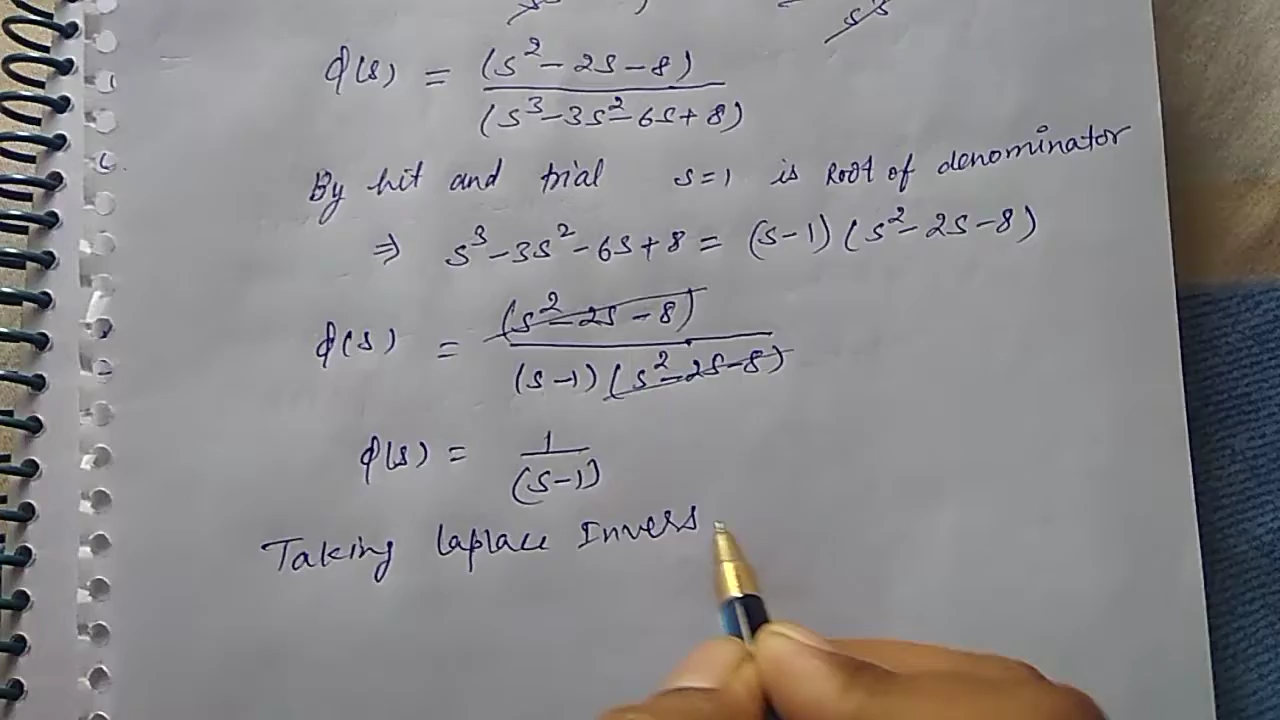 ϕ(s) = (s² - 2s - 8) / (s³ - 3s² - 6s + 8)
By hit and trial s=1 is Root of denominator
⇒ s³ - 3s² - 6s + 8 = (s-1) (s² - 2s - 8)
ϕ(s) = (s² - 2s - 8) / (s-1) (s² - 2s - 8)
ϕ(s) = 1 / (s-1)
Taking Laplace Invers